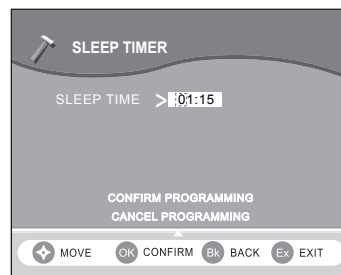 SLEEP TIMER
SLEEP TIME > 01:15
CONFIRM PROGRAMMING
CANCEL PROGRAMMING
MOVE OK CONFIRM Bk BACK Ex EXIT